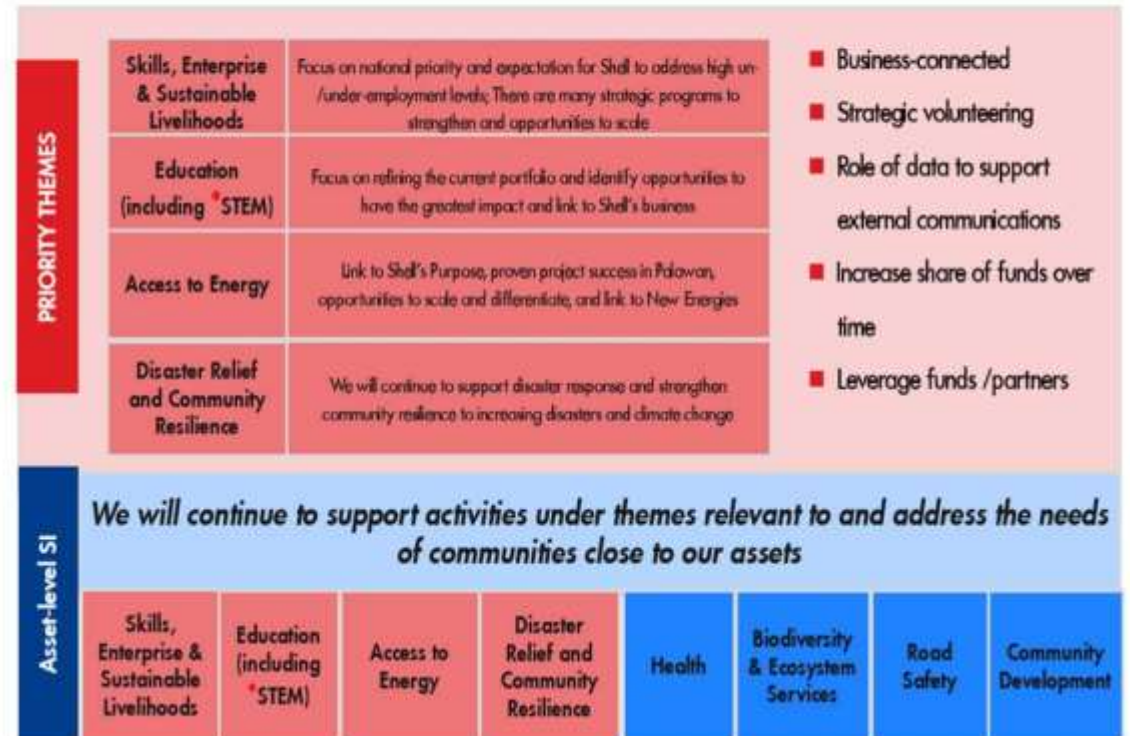 PRIORITY THEMES
Skills, Enterprise
& Sustainable
Livelihoods
Focus on national priority and expectation for Shell to address high un-
/under-employment levels; There are many strategic programs to
strengthen and opportunities to scale
Education
(including *STEM)
Focus on refining the current portfolio and identify opportunities to
have the greatest impact and link to Shell's business
Access to Energy
Link to Shell's Purpose, proven project success in Palawan,
opportunities to scale and differentiate, and link to New Energies
Disaster Relief
and Community
Resilience
We will continue to support disaster response and strengthen
community resilience to increasing disasters and climate change
Business-connected
Strategic volunteering
Role of data to support
external communications
Increase share of funds over
time
Leverage funds /partners
Asset-level SI
We will continue to support activities under themes relevant to and address the needs
of communities close to our assets
Skills,
Enterprise &
Sustainable
Livelihoods
Education
(including
*STEM)
Access to
Energy
Disaster
Relief and
Community
Resilience
Health
Biodiversity
& Ecosystem
Services
Road
Safety
Community
Development